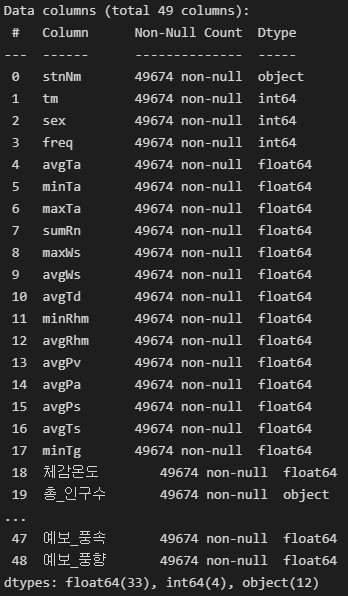 Data columns (total 49 columns):
 #   Column      Non-Null Count  Dtype
---  ------      --------------  -----
 0   stnNm       49674 non-null  object
 1   tm          49674 non-null  int64
 2   sex         49674 non-null  int64
 3   freq        49674 non-null  int64
 4   avgTa       49674 non-null  float64
 5   minTa       49674 non-null  float64
 6   maxTa       49674 non-null  float64
 7   sumRn       49674 non-null  float64
 8   maxWs       49674 non-null  float64
 9   avgWs       49674 non-null  float64
 10  avgTd       49674 non-null  float64
 11  minRhm      49674 non-null  float64
 12  avgRhm      49674 non-null  float64
 13  avgPv       49674 non-null  float64
 14  avgPa       49674 non-null  float64
 15  avgPs       49674 non-null  float64
 16  avgTs       49674 non-null  float64
 17  minTg       49674 non-null  float64
 18  체감온도        49674 non-null  float64
 19  총_인구수       49674 non-null  object
...
 47  예보_풍속       49674 non-null  float64
 48  예보_풍향       49674 non-null  float64
dtypes: float64(33), int64(4), object(12)